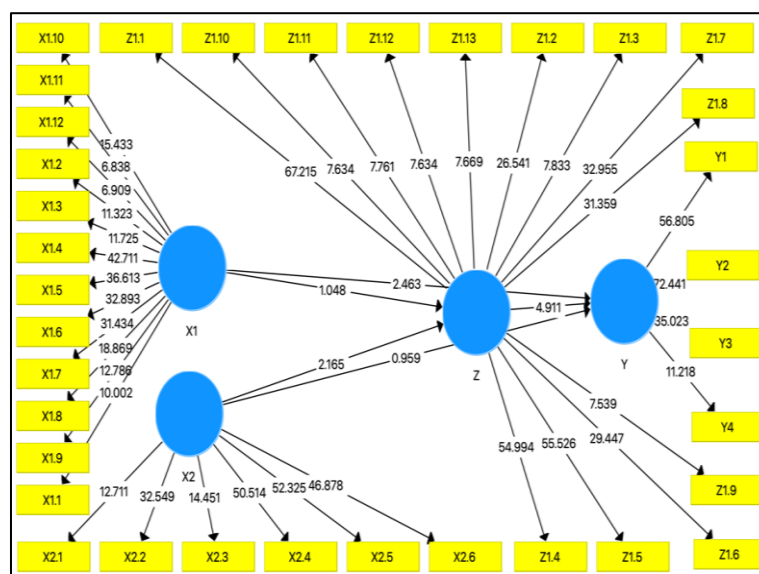 X1.10 Z1.1 Z1.10 Z1.11 Z1.12 Z1.13 Z1.2 Z1.3 Z1.7
X1.11
Z1.8
X1.12
15.433
Y1
6.838
X1.2
67.215 7.634 7.761 7.634 7.669 26.541 7.833 32.955
6.909
31.359
11.323
X1.3
56.805
11.725
X1.4
42.711
Y2
36.613
X1.5
1.048 2.463 72.441
32.893
4.911
X1.6
31.434
35.023
X1 Y3
18.869
2.165 0.959 Z Y
X1.7
12.786
11.218
10.002
7.539
X1.8
Y4
29.447
X1.9
54.994 55.526
X2
Z1.9
X1.1
12.711 32.549 14.451 50.514 52.325 46.878
X2.1 X2.2 X2.3 X2.4 X2.5 X2.6 Z1.4 Z1.5 Z1.6